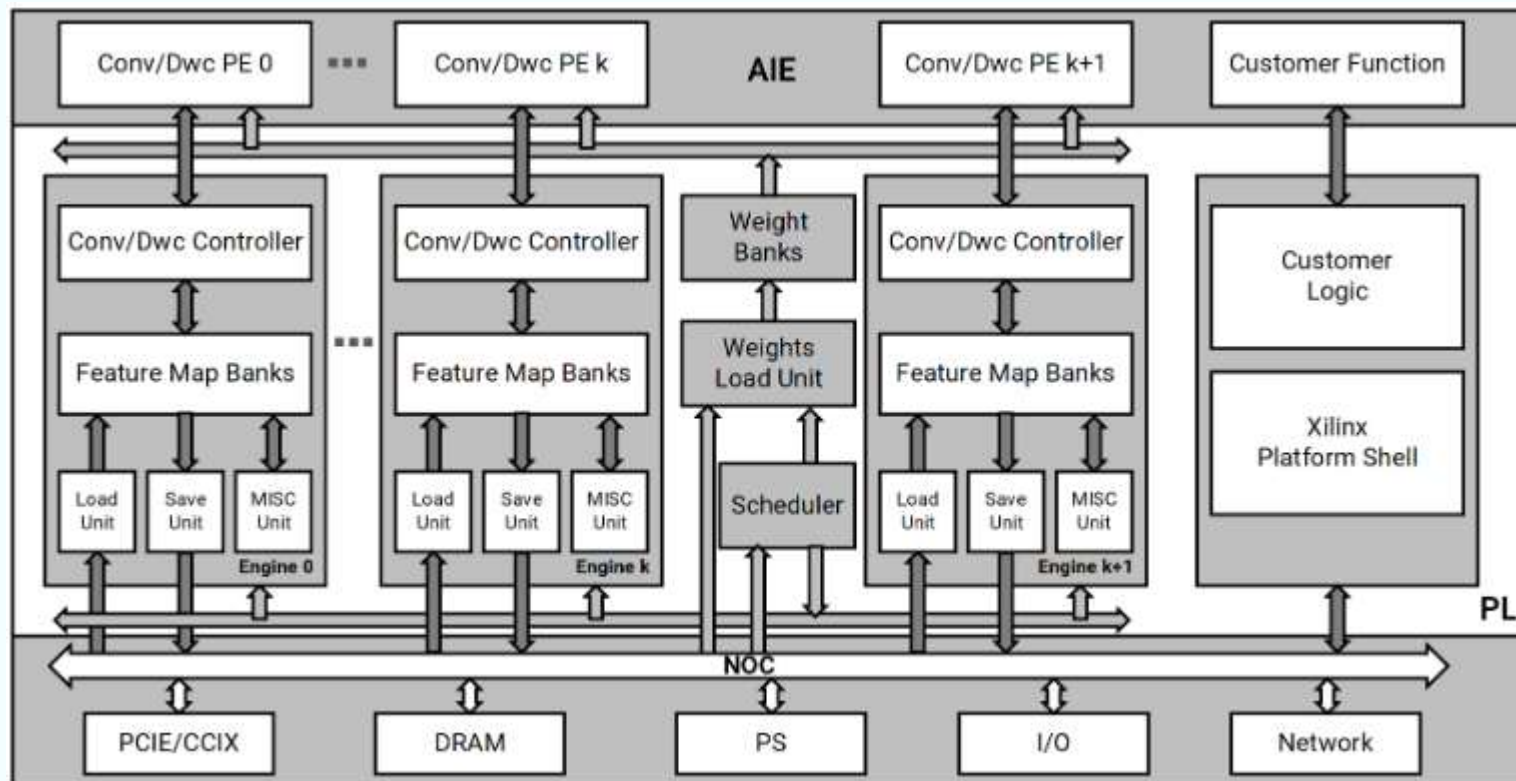 Conv/Dwc PE 0
Conv/Dwc PE k
AIE
Conv/Dwc PE k+1
Customer Function
Conv/Dwc Controller
Feature Map Banks
Load
Unit
Save
Unit
MISC
Unit
Engine 0
Conv/Dwc Controller
Feature Map Banks
Load
Unit
Save
Unit
MISC
Unit
Engine k
Weight
Banks
Weights
Load Unit
Scheduler
Conv/Dwc Controller
Feature Map Banks
Load
Unit
Save
Unit
MISC
Unit
Engine k+1
Customer
Logic
Xilinx
Platform Shell
PL
NOC
PCIE/CCIX
DRAM
PS
I/O
Network